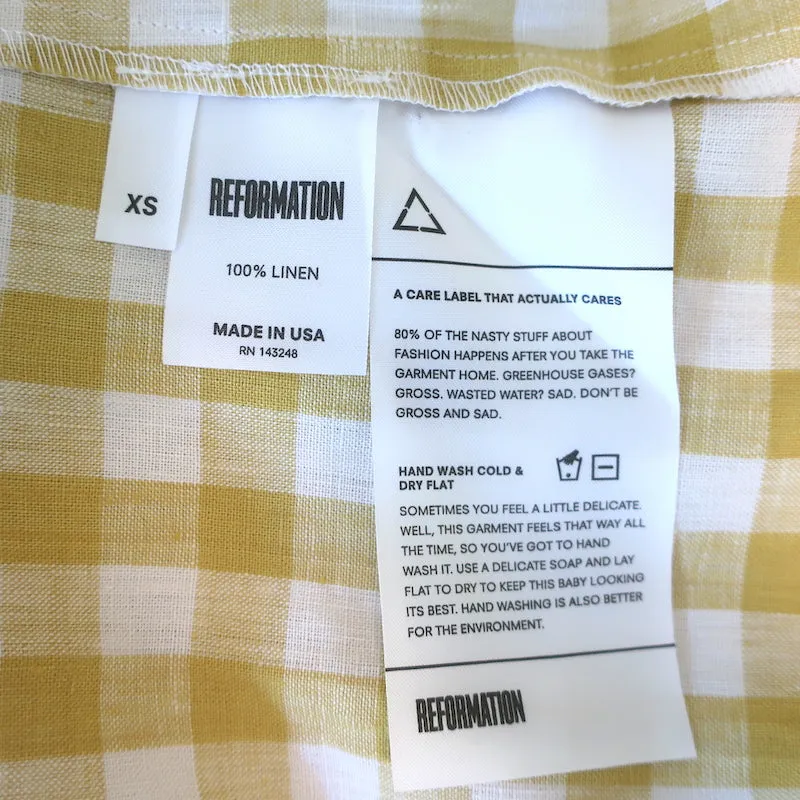 XS
REFORMATION
100% LINEN
MADE IN USA
RN 143248
A CARE LABEL THAT ACTUALLY CARES
80% OF THE NASTY STUFF ABOUT
FASHION HAPPENS AFTER YOU TAKE THE
GARMENT HOME. GREENHOUSE GASES?
GROSS. WASTED WATER? SAD. DON'T BE
GROSS AND SAD.
HAND WASH COLD &
DRY FLAT
SOMETIMES YOU FEEL A LITTLE DELICATE.
WELL, THIS GARMENT FEELS THAT WAY ALL
THE TIME, SO YOU'VE GOT TO HAND
WASH IT. USE A DELICATE SOAP AND LAY
FLAT TO DRY TO KEEP THIS BABY LOOKING
ITS BEST. HAND WASHING IS ALSO BETTER
FOR THE ENVIRONMENT.
REFORMATION